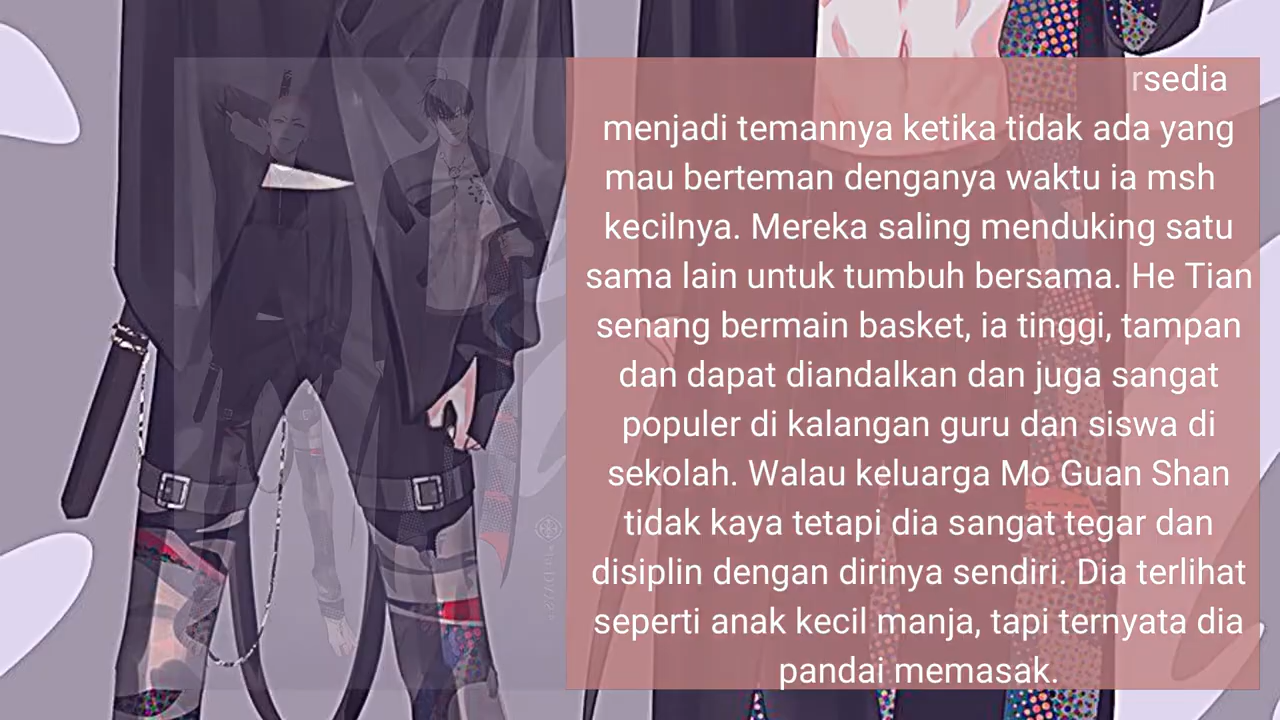 rsedia
menjadi temannya ketika tidak ada yang
mau berteman denganya waktu ia msh
kecilnya. Mereka saling menduking satu
sama lain untuk tumbuh bersama. He Tian
senang bermain basket, ia tinggi, tampan
dan dapat diandalkan dan juga sangat
populer di kalangan guru dan siswa di
sekolah. Walau keluarga Mo Guan Shan
tidak kaya tetapi dia sangat tegar dan
disiplin dengan dirinya sendiri. Dia terlihat
seperti anak kecil manja, tapi ternyata dia
pandai memasak.